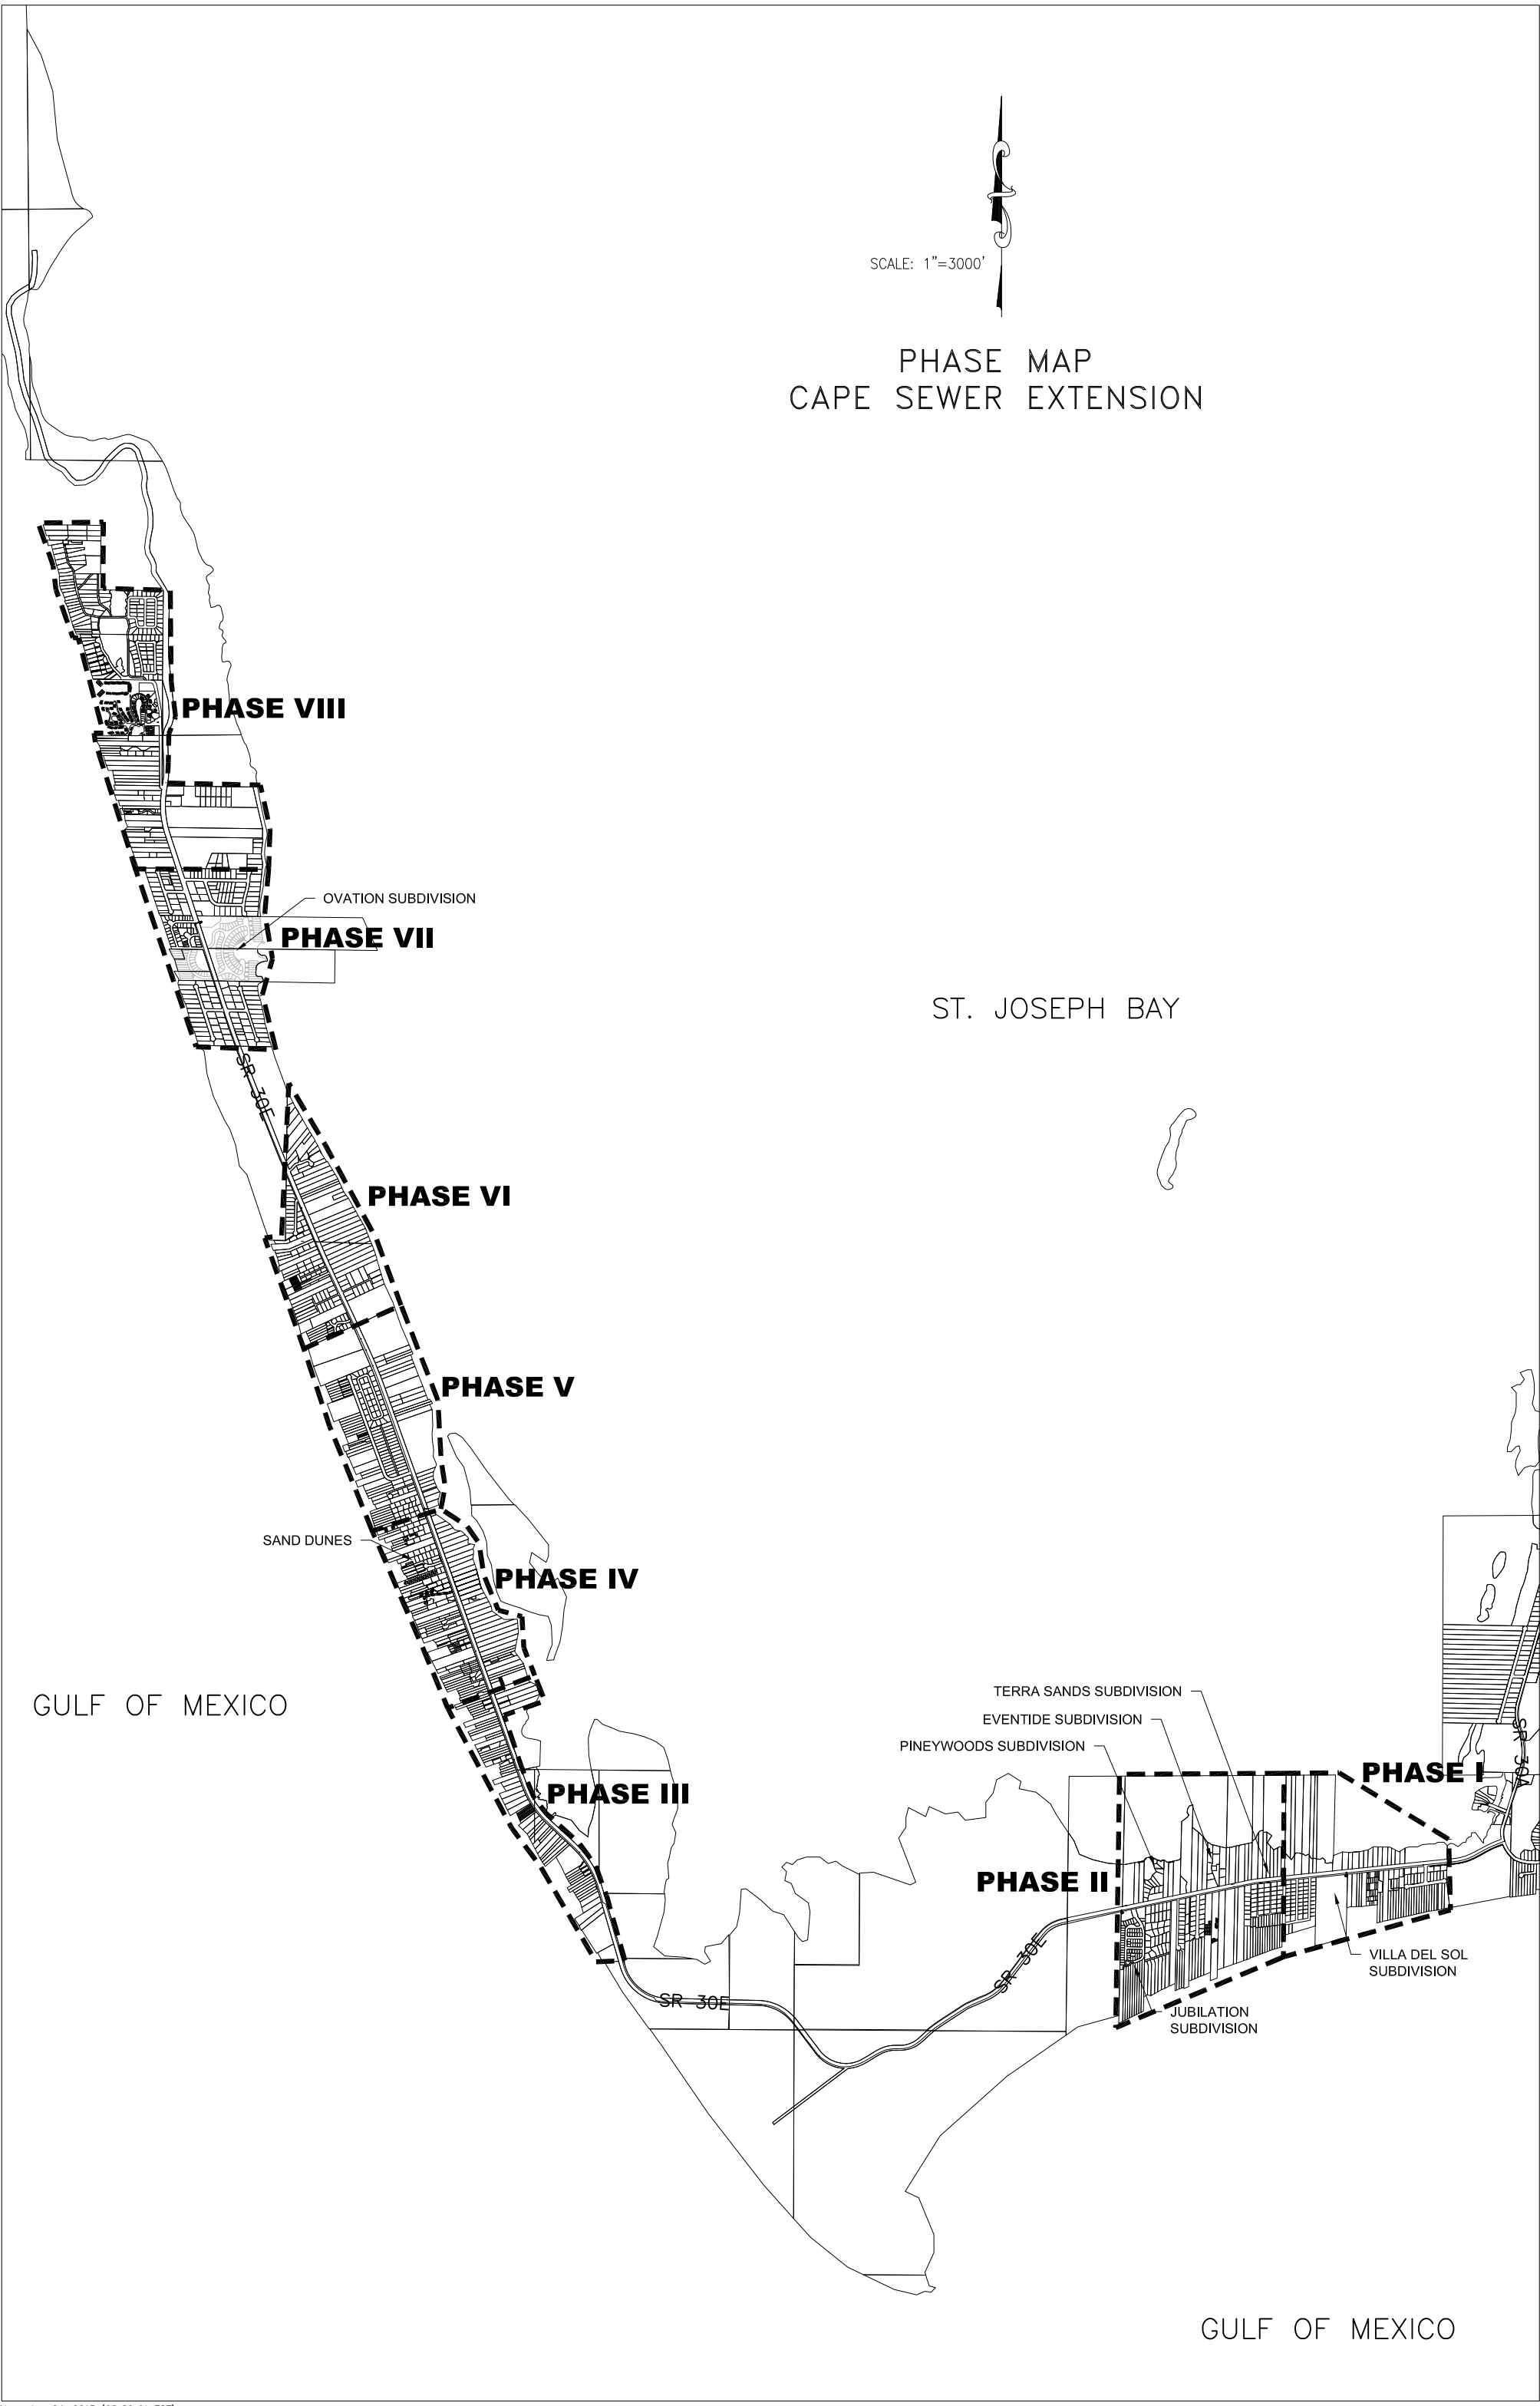 SCALE: 1"=3000'
PHASE MAP
CAPE SEWER EXTENSION
PHASE VIII
OVATION SUBDIVISION
PHASE VII
ST. JOSEPH BAY
SR 30E
PHASE VI
PHASE V
SAND DUNES
PHASE IV
GULF OF MEXICO
TERRA SANDS SUBDIVISION
EVENTIDE SUBDIVISION
PINEYWOODS SUBDIVISION
SR 30A
PHASE I
PHASE III
PHASE II
VILLA DEL SOL
SUBDIVISION
SR 30E
SR 30E
JUBILATION
SUBDIVISION
GULF OF MEXICO